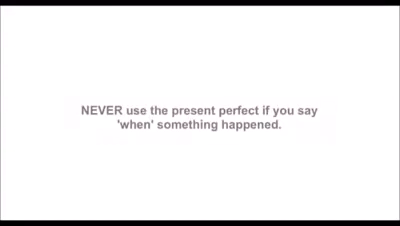 NEVER use the present perfect if you say
'when' something happened.